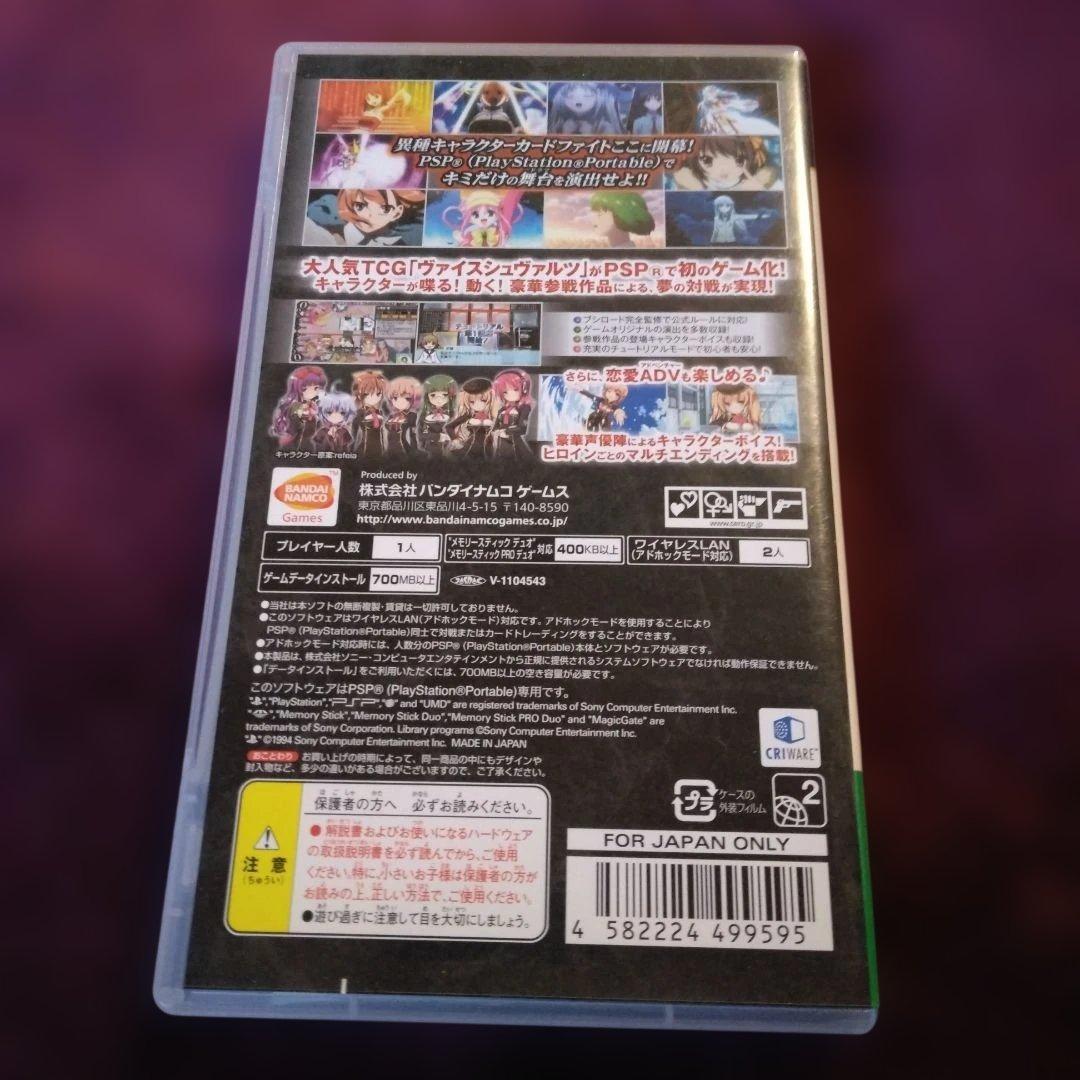 異種キャラクターカードファイトここに開幕!
PSP®(PlayStation®Portable)で
キミだけの舞台を演出せよ!!
大人気TCG「ヴァイスシュヴァルツ」がPSP®で初のゲーム化!
キャラクターが喋る!動く!豪華参戦作品による、夢の対戦が実現!
チュートリアル
●ブシロード完全監修で公式ルールに対応!
●ゲームオリジナルの演出を多数収録!
●参戦作品の登場キャラクターボイスも収録!
●充実のチュートリアルモードで初心者も安心!
アドベンチャー
さらに、恋愛ADVも楽しめる♪
豪華声優陣によるキャラクターボイス!
ヒロインごとのマルチエンディングを搭載!
キャラクター原案:refeia
BANDAI
NAMCO
Games
TM
Produced by
株式会社 バンダイナムコ ゲームス
東京都品川区東品川4-5-15 〒140-8590
http://www.bandainamcogames.co.jp/
www.cero.gr.jp
プレイヤー人数 1人
"メモリースティック デュオ"
"メモリースティック PRO デュオ"対応 400KB以上
ワイヤレスLAN
(アドホックモード対応) 2人
ゲームデータインストール 700MB以上
V-1104543
●当社は本ソフトの無断複製・賃貸は一切許可しておりません。
●このソフトウェアはワイヤレスLAN(アドホックモード)対応です。アドホックモードを使用することにより
PSP®(PlayStation®Portable)同士で対戦またはカードトレーディングをすることができます。
●アドホックモード対応時には、人数分のPSP®(PlayStation®Portable)本体とソフトウェアが必要です。
●本製品は、株式会社ソニー・コンピュータエンタテインメントから正規に提供されるシステムソフトウェアでなければ動作保証できません。
●「データインストール」をご利用いただくには、700MB以上の空き容量が必要です。
このソフトウェアはPSP®(PlayStation®Portable)専用です。
"","PlayStation","PSP","" and "UMD" are registered trademarks of Sony Computer Entertainment Inc.
"","Memory Stick","Memory Stick Duo","Memory Stick PRO Duo" and "MagicGate" are
trademarks of Sony Corporation. Library programs ©Sony Computer Entertainment Inc.
©1994 Sony Computer Entertainment Inc. MADE IN JAPAN
おことわり お買い上げの時期によって、同一商品の中にもデザインや
封入物など、多少の違いがある場合がございますので、ご了承ください。
CRIWARE™
注意
(ちゅうい)
保護者の方へ 必ずお読みください。
●解説書およびお使いになるハードウェア
の取扱説明書を必ず読んでから、ご使用
ください。特に、小さいお子様は保護者の方が
お読みの上、正しい方法で、ご使用ください。
●遊び過ぎに注意して目を大切にしましょう。
プラ
ケースの
外装フィルム
2
FOR JAPAN ONLY
4 582224 499595